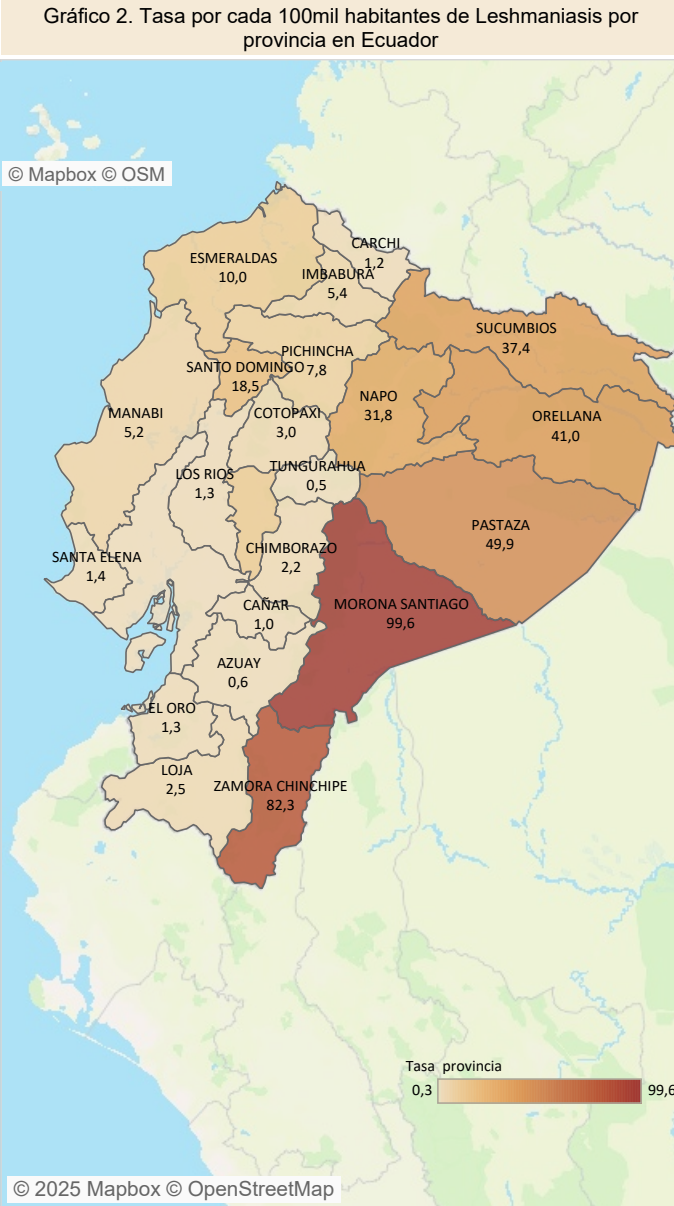 Gráfico 2. Tasa por cada 100mil habitantes de Leshmaniasis por
provincia en Ecuador
© Mapbox © OSM
CARCHI
1,2
ESMERALDAS
10,0
IMBABURA
5,4
SUCUMBIOS
37,4
PICHINCHA
7,8
SANTO DOMINGO
18,5
NAPO
31,8
MANABI
5,2
COTOPAXI
3,0
ORELLANA
41,0
TUNGURAHUA
0,5
LOS RIOS
1,3
PASTAZA
49,9
CHIMBORAZO
2,2
SANTA ELENA
1,4
CAÑAR
1,0
MORONA SANTIAGO
99,6
AZUAY
0,6
EL ORO
1,3
LOJA
2,5
ZAMORA CHINCHIPE
82,3
Tasa provincia
0,3
99,6
© 2025 Mapbox © OpenStreetMap